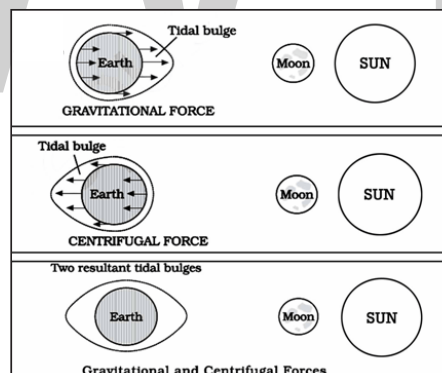 Tidal bulge
Earth
Moon
SUN
GRAVITATIONAL FORCE
Tidal bulge
Earth
Moon
SUN
CENTRIFUGAL FORCE
Two resultant tidal bulges
Earth
Moon
SUN
Gravitational and Centrifugal Forces